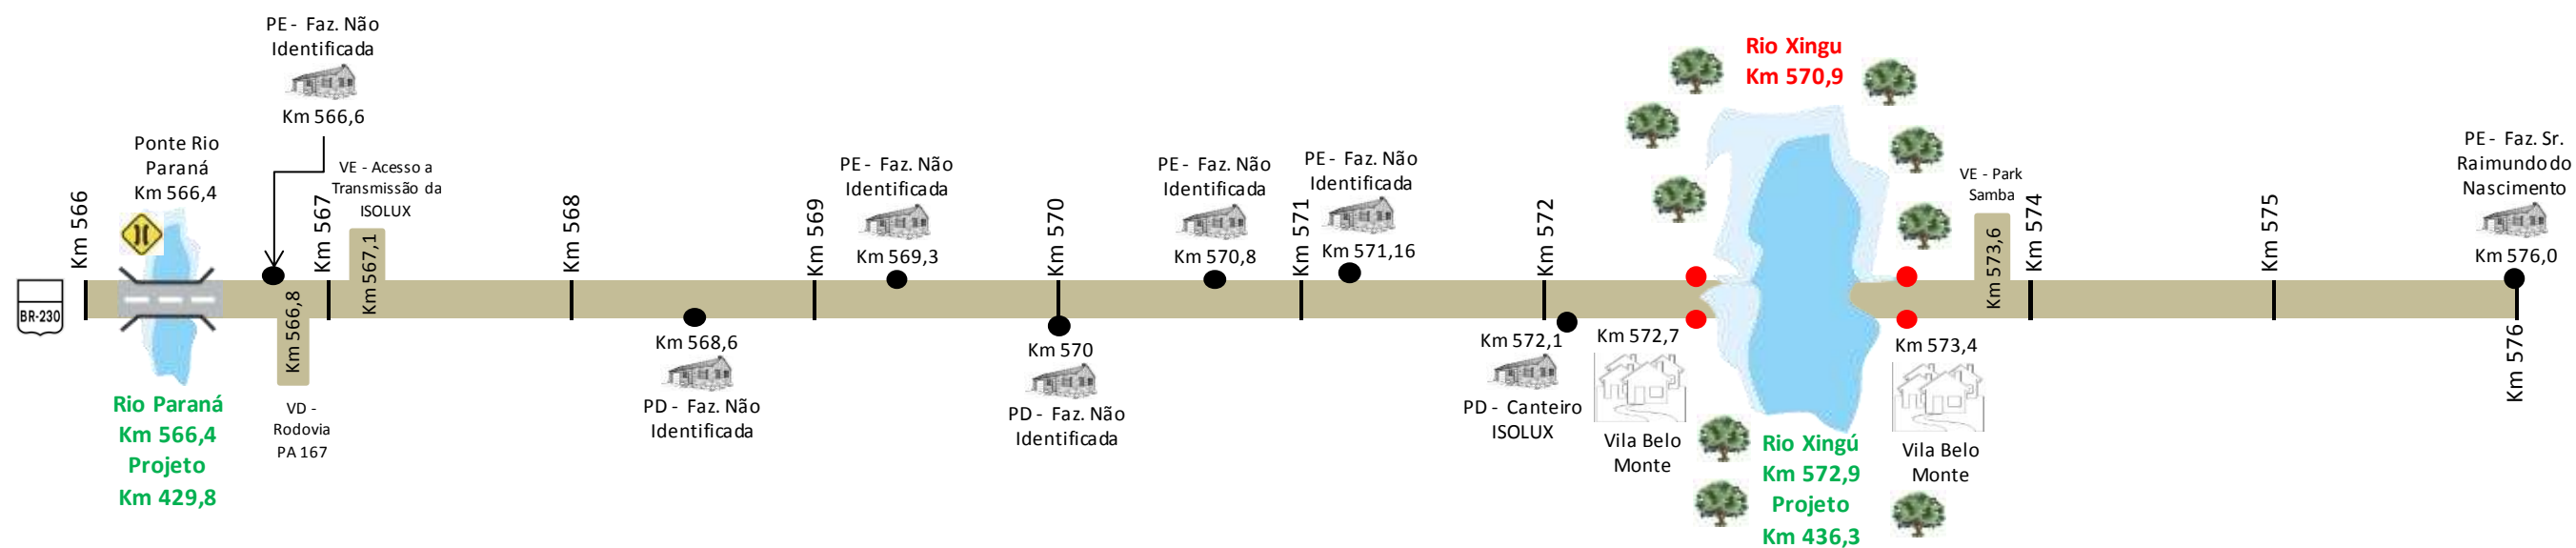 PE - Faz. Não
Identificada
Km 566,6
Ponte Rio
Paraná
Km 566,4
VE - Acesso a
Transmissão da
ISOLUX
Km 566
Km 567
Km 567,1
Km 566,8
BR-230
Rio Paraná
Km 566,4
Projeto
Km 429,8
VD -
Rodovia
PA 167
Km 568
Km 568,6
PD - Faz. Não
Identificada
Km 569
PE - Faz. Não
Identificada
Km 569,3
Km 570
Km 570
PD - Faz. Não
Identificada
PE - Faz. Não
Identificada
Km 570,8
Km 571
PE - Faz. Não
Identificada
Km 571,16
Km 572
Km 572,1
PD - Canteiro
ISOLUX
Km 572,7
Vila Belo
Monte
Rio Xingu
Km 570,9
Rio Xingú
Km 572,9
Projeto
Km 436,3
Km 573,4
Vila Belo
Monte
VE - Park
Samba
Km 573,6
Km 574
Km 575
PE - Faz. Sr.
Raimundo do
Nascimento
Km 576,0
Km 576